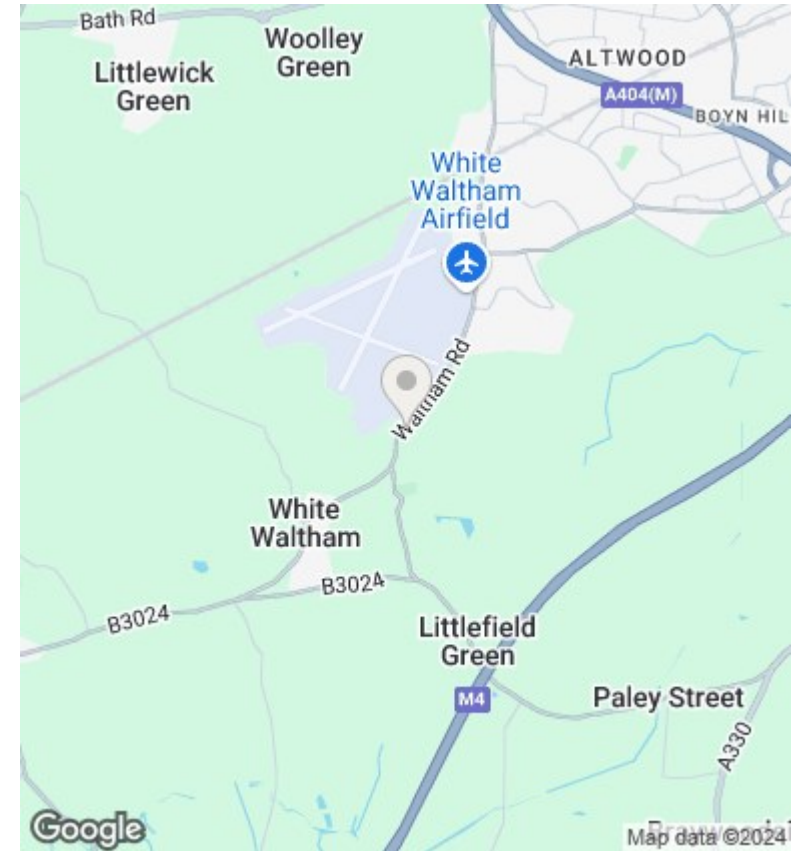 Bath Rd
Woolley
Green
Littlewick
Green
ALTWOOD
A404(M)
BOYN HIL
White
Waltham
Airfield
Waltham Rd
White
Waltham
B3024
B3024
Littlefield
Green
M4
Paley Street
A330
Google
Map data ©2024